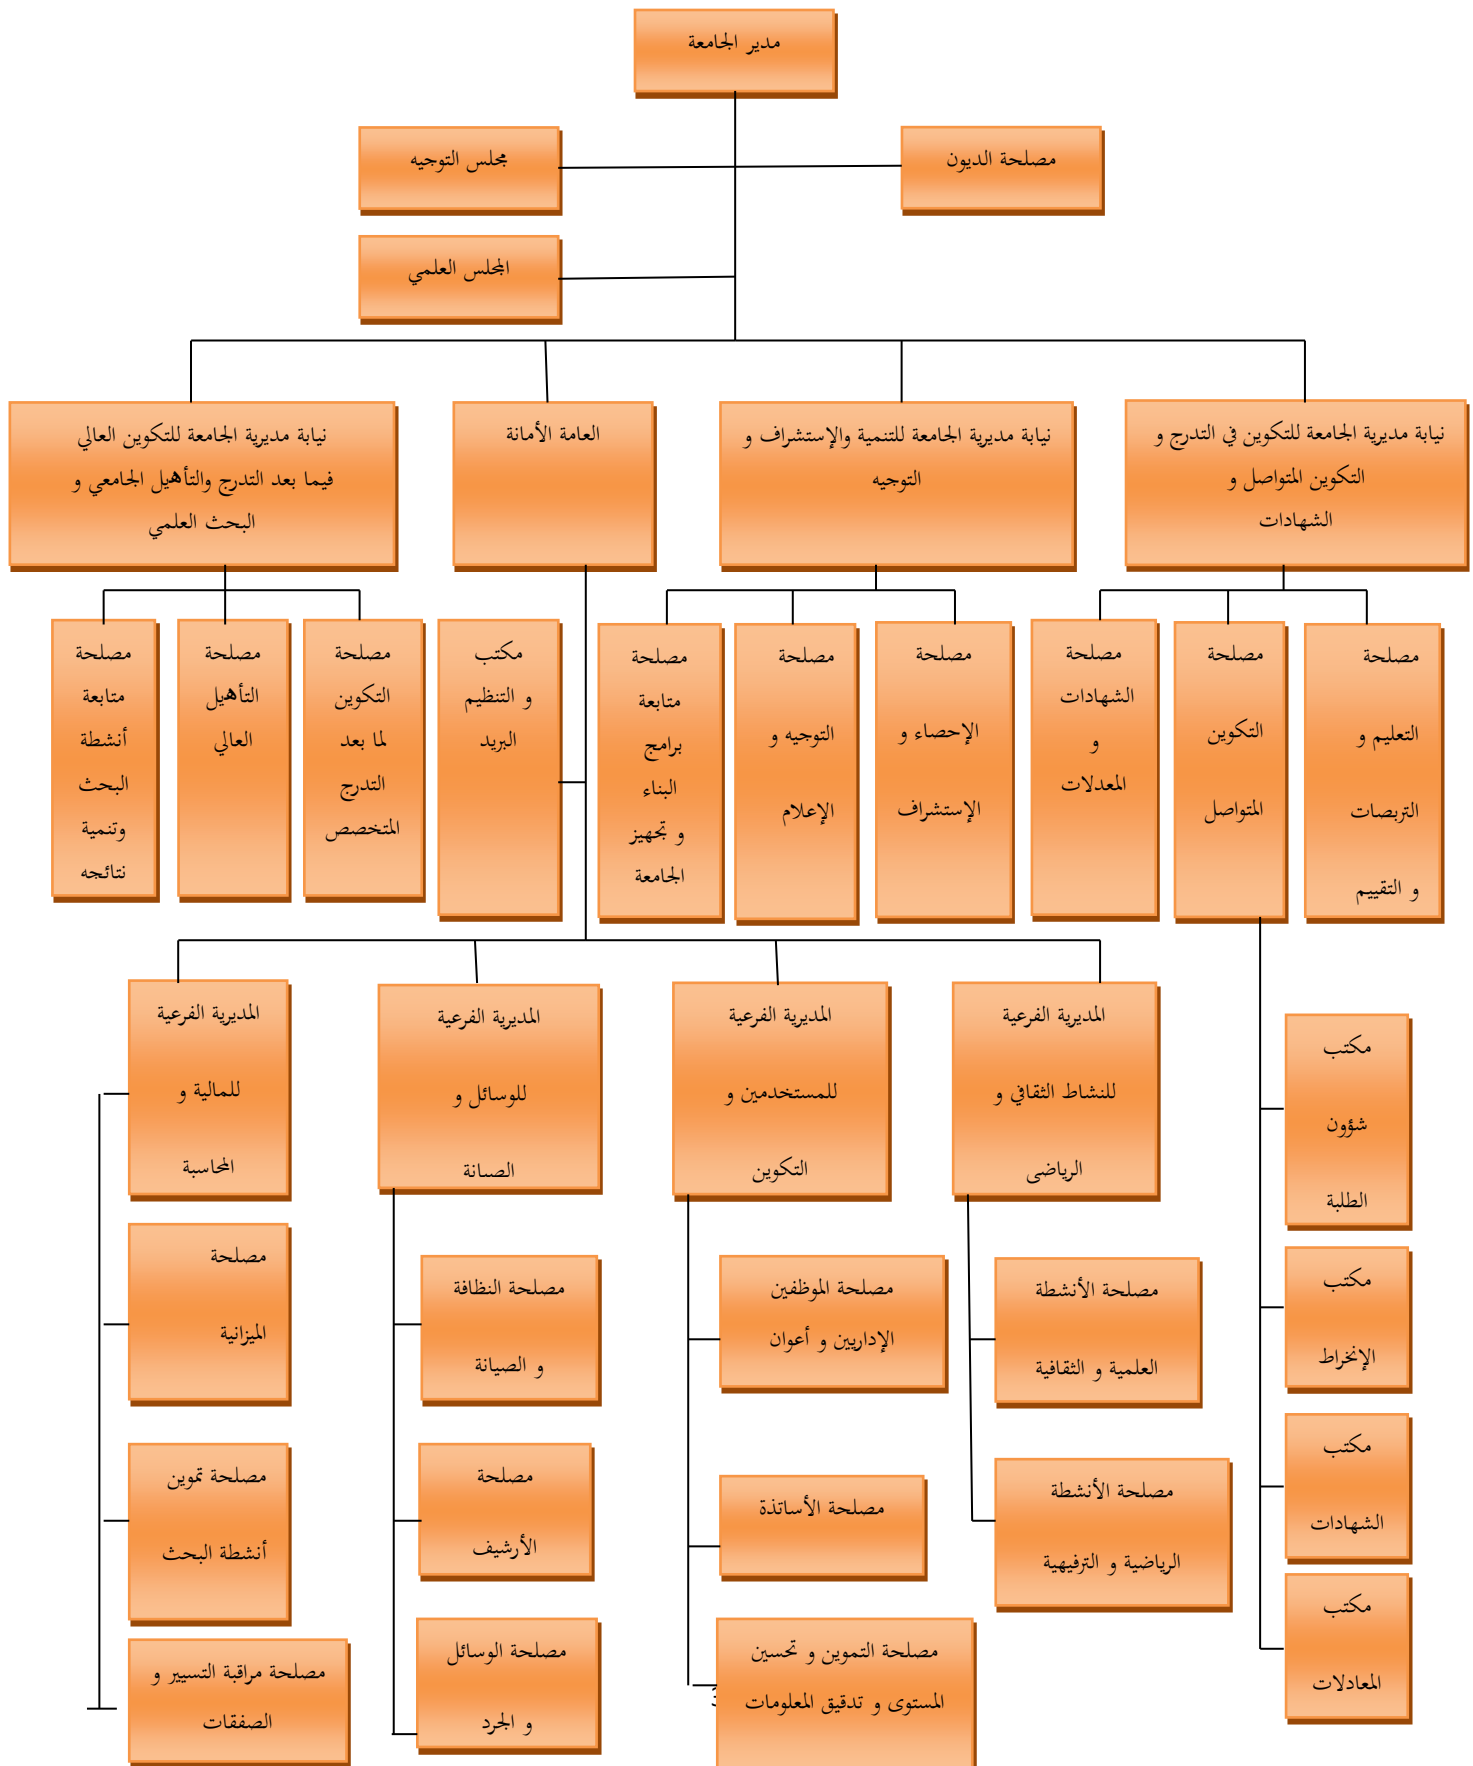 مدير الجامعة
مصلحة الديون
مجلس التوجيه
المجلس العلمي
نيابة مديرية الجامعة للتكوين في التدرج و
التكوين المتواصل و
الشهادات
نيابة مديرية الجامعة للتنمية والإستشراف و
التوجيه
العامة الأمانة
نيابة مديرية الجامعة للتكوين العالي
فيما بعد التدرج والتأهيل الجامعي و
البحث العلمي
مصلحة
التعليم و
التربصات
و التقييم
مصلحة
التكوين
المتواصل
مصلحة
الشهادات
و
المعدلات
مصلحة
الإحصاء و
الإستشراف
مصلحة
التوجيه و
الإعلام
مصلحة
متابعة
برامج
البناء
و تجهيز
الجامعة
مكتب
و التنظيم
البريد
مصلحة
التكوين
لما بعد
التدرج
المتخصص
مصلحة
التأهيل
العالي
مصلحة
متابعة
أنشطة
البحث
وتنمية
نتائجه
مكتب
شؤون
الطلبة
مكتب
الإنخراط
مكتب
الشهادات
مكتب
المعادلات
المديرية الفرعية
للنشاط الثقافي و
الرياضي
مصلحة الأنشطة
العلمية و الثقافية
مصلحة الأنشطة
الرياضية و الترفيهية
المديرية الفرعية
للمستخدمين و
التكوين
مصلحة الموظفين
الإداريين و أعوان
مصلحة الأساتذة
مصلحة التموين و تحسين
المستوى و تدقيق المعلومات
المديرية الفرعية
للوسائل و
الصيانة
مصلحة النظافة
و الصيانة
مصلحة
الأرشيف
مصلحة الوسائل
و الجرد
المديرية الفرعية
للمالية و
المحاسبة
مصلحة
الميزانية
مصلحة تموين
أنشطة البحث
مصلحة مراقبة التسيير و
الصفقات